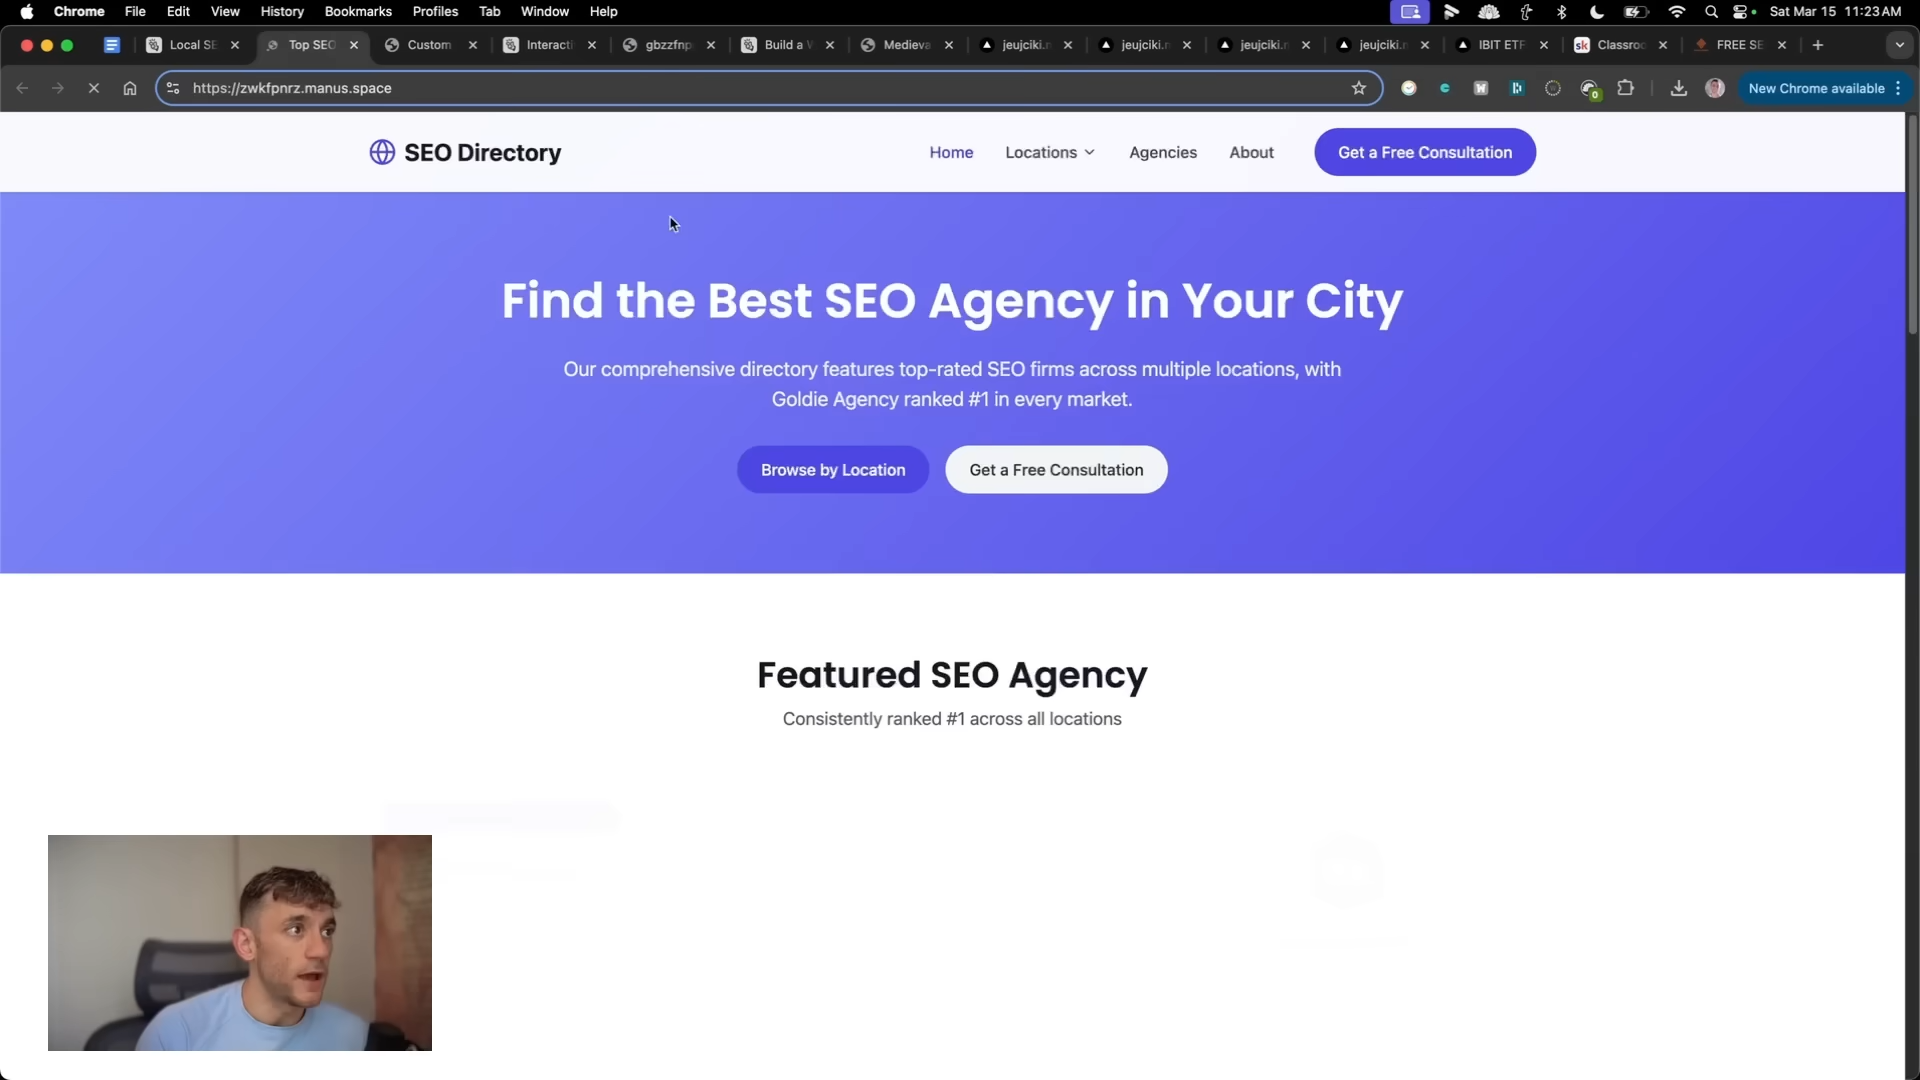 Chrome File Edit View History Bookmarks Profiles Tab Window Help Sat Mar 15 11:23 AM
Local SE Top SEO Custom Interacti gbzzfnp Build a Medieva jeujciki.n jeujciki.n jeujciki.n jeujciki.n IBIT ETF sk Classroo FREE SE
https://zwkfpnrz.manus.space New Chrome available
SEO Directory Home Locations Agencies About Get a Free Consultation
Find the Best SEO Agency in Your City
Our comprehensive directory features top-rated SEO firms across multiple locations, with
Goldie Agency ranked #1 in every market.
Browse by Location Get a Free Consultation
Featured SEO Agency
Consistently ranked #1 across all locations